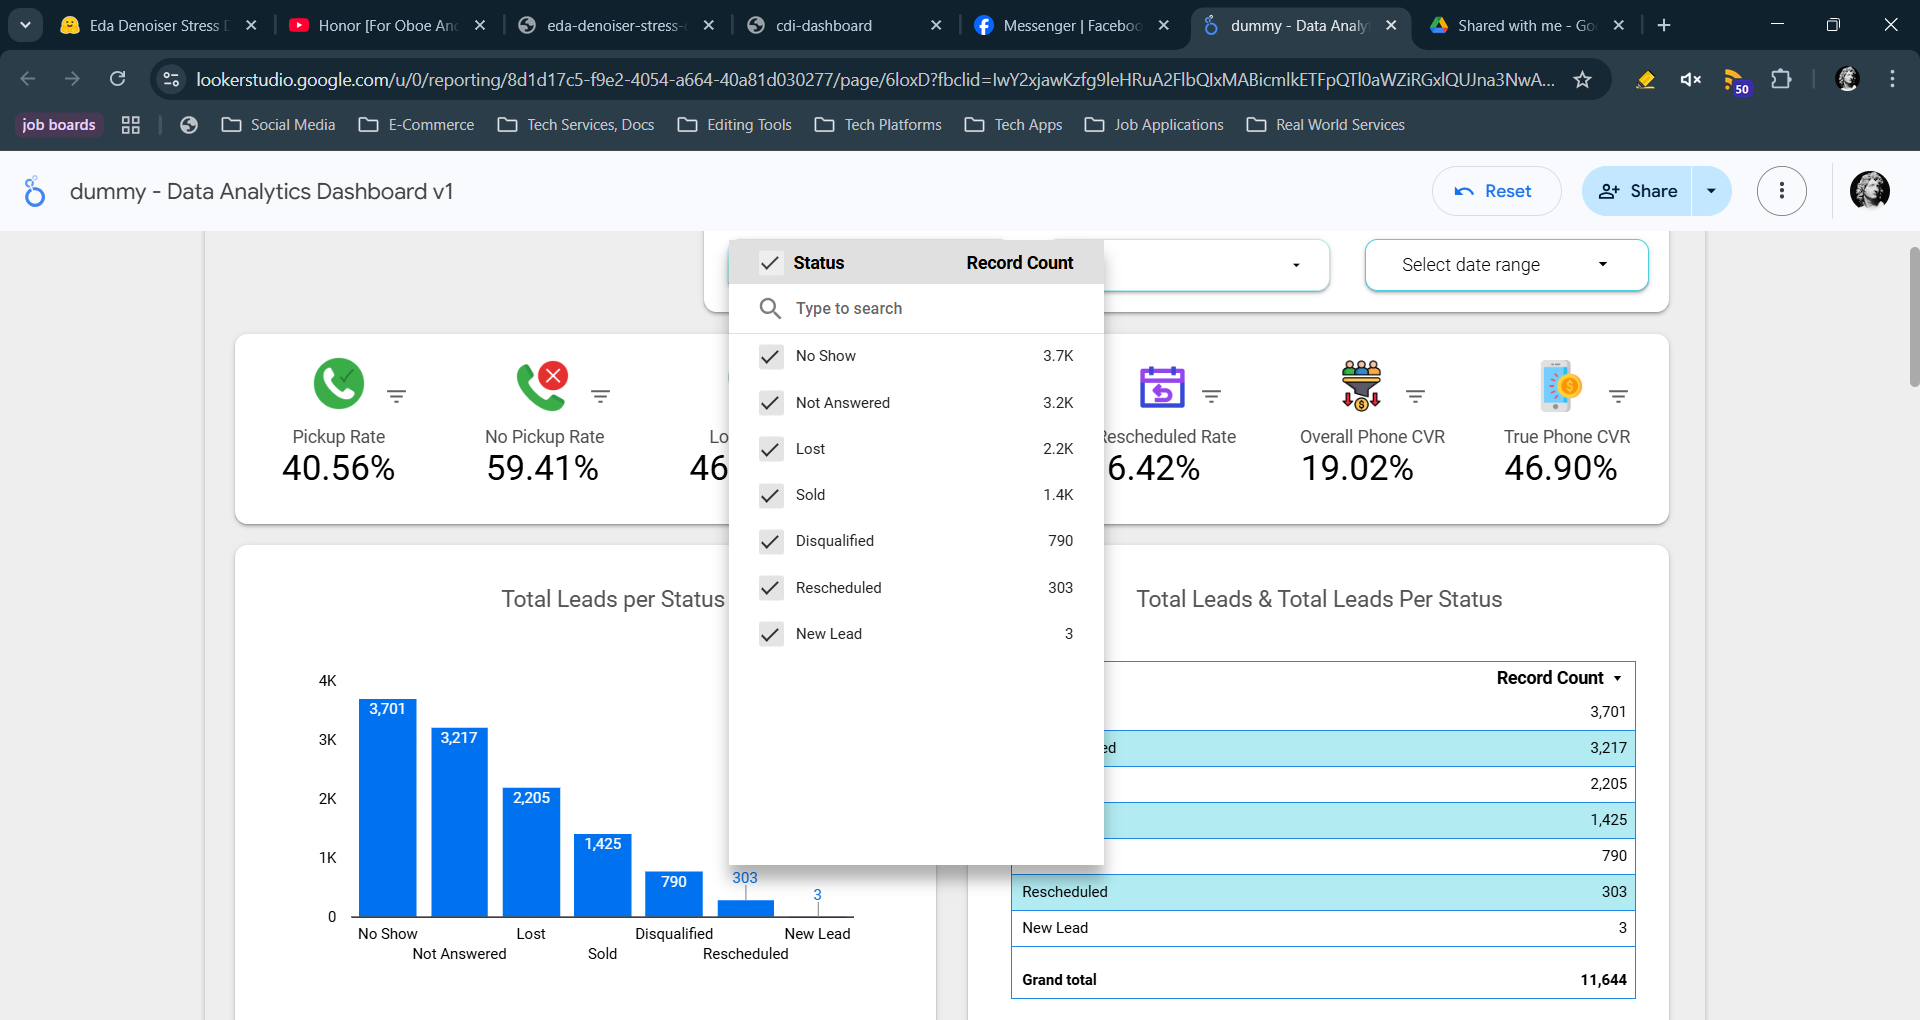 Eda Denoiser Stress D
Honor [For Oboe And
eda-denoiser-stress-d
cdi-dashboard
Messenger | Faceboo
dummy - Data Analyt
Shared with me - Go
lookerstudio.google.com/u/0/reporting/8d1d17c5-f9e2-4054-a664-40a81d030277/page/6loxD?fbclid=IwY2xjawKzfg9leHRuA2FlbQIxMABicmlkETFpQTl0aWZiRGxlQUJna3NwA...
50
job boards
Social Media
E-Commerce
Tech Services, Docs
Editing Tools
Tech Platforms
Tech Apps
Job Applications
Real World Services
dummy - Data Analytics Dashboard v1
Reset
Share
Status Record Count
Select date range
Type to search
No Show 3.7K
Not Answered 3.2K
Lost 2.2K
Sold 1.4K
Disqualified 790
Rescheduled 303
New Lead 3
Pickup Rate
40.56%
No Pickup Rate
59.41%
Lo
46
Rescheduled Rate
6.42%
Overall Phone CVR
19.02%
True Phone CVR
46.90%
Total Leads per Status
4K
3K
2K
1K
0
3,701
3,217
2,205
1,425
790
303
3
No Show
Not Answered
Lost
Sold
Disqualified
Rescheduled
New Lead
Total Leads & Total Leads Per Status
Record Count
3,701
ed 3,217
2,205
1,425
790
Rescheduled 303
New Lead 3
Grand total 11,644